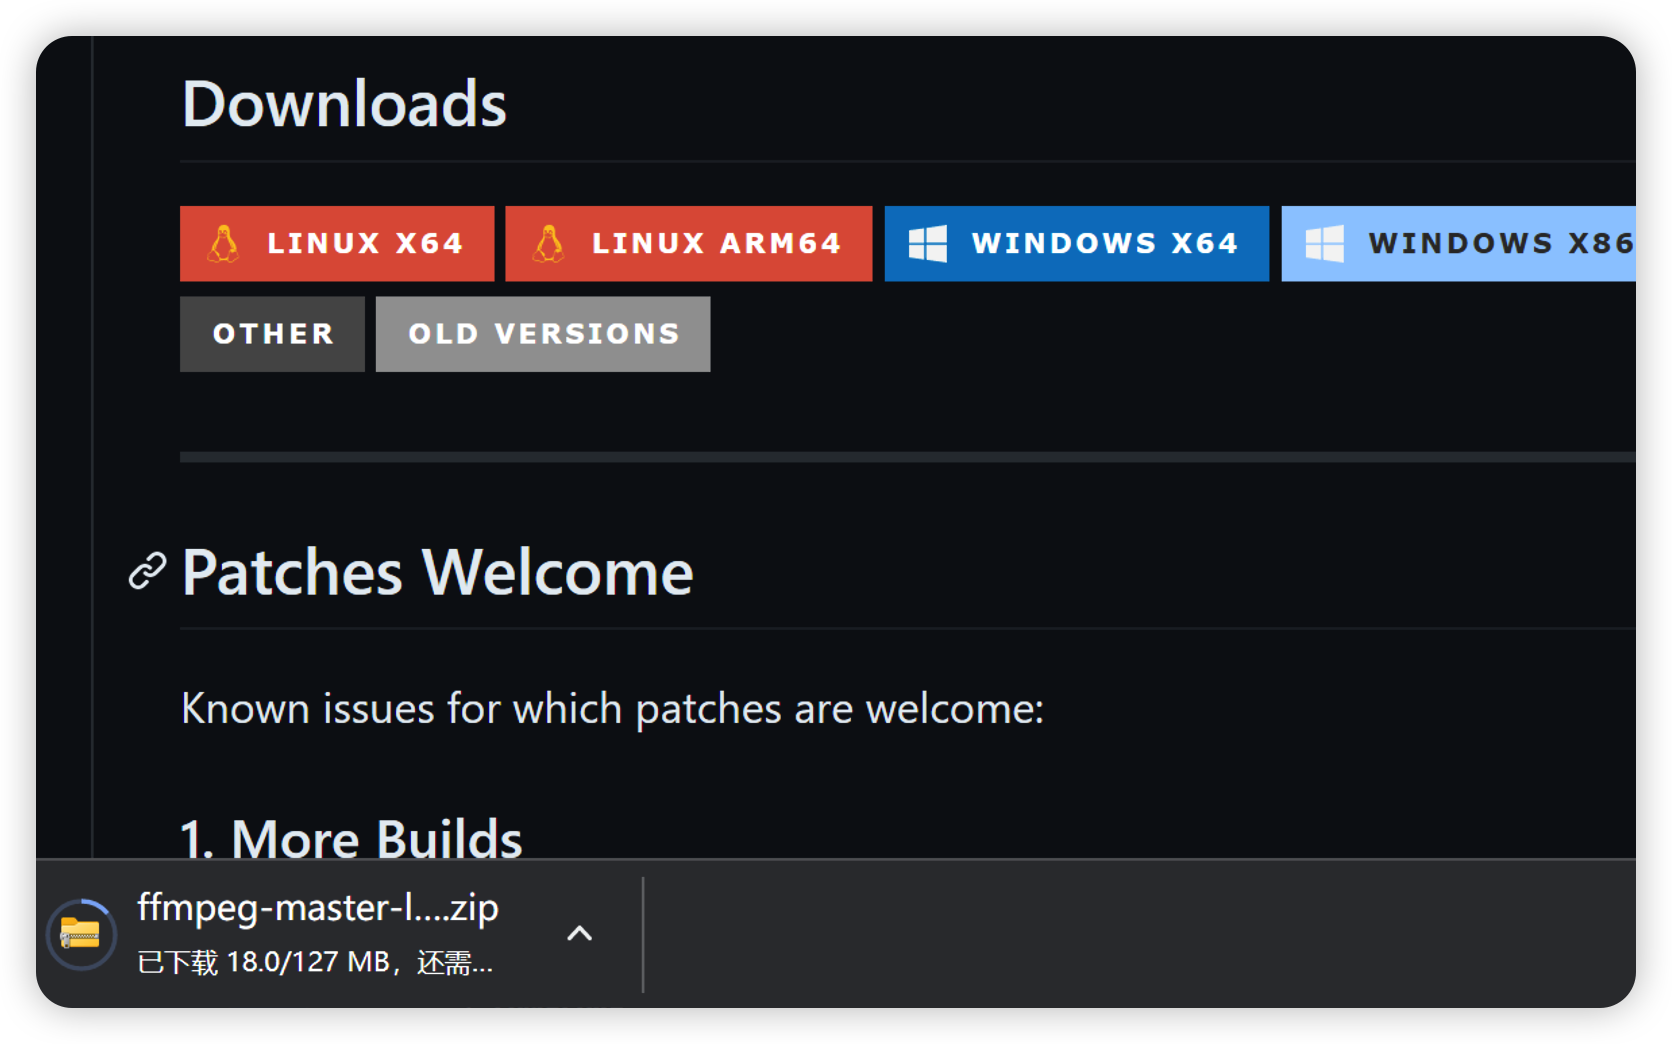 Downloads
LINUX X64 LINUX ARM64 WINDOWS X64 WINDOWS X86
OTHER OLD VERSIONS
Patches Welcome
Known issues for which patches are welcome:
1. More Builds
ffmpeg-master-l....zip
已下载 18.0/127 MB，还需...